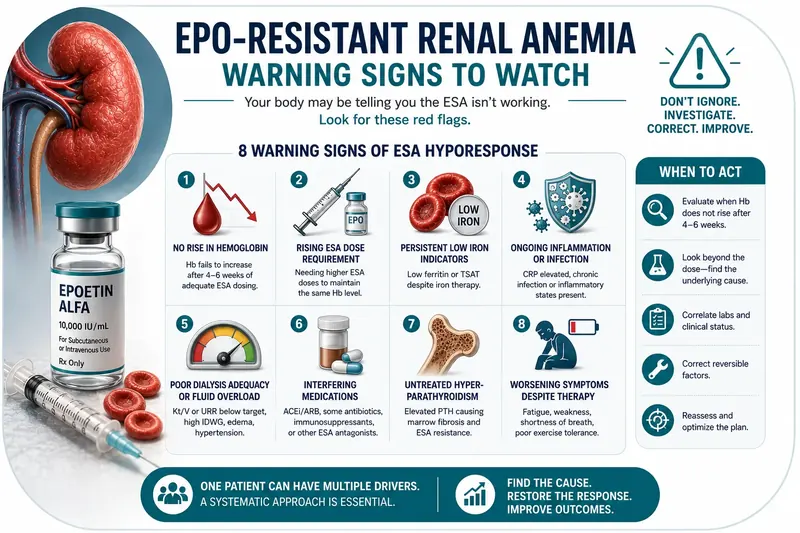 EPO-RESISTANT RENAL ANEMIA
WARNING SIGNS TO WATCH
Your body may be telling you the ESA isn't working.
Look for these red flags.
DON'T IGNORE.
INVESTIGATE.
CORRECT. IMPROVE.
8 WARNING SIGNS OF ESA HYPORESPONSE
1
NO RISE IN HEMOGLOBIN
Hb fails to increase
after 4–6 weeks of
adequate ESA dosing.
2
EPO
RISING ESA DOSE
REQUIREMENT
Needing higher ESA
doses to maintain
the same Hb level.
3
LOW
IRON
PERSISTENT LOW IRON
INDICATORS
Low ferritin or TSAT
despite iron therapy.
4
ONGOING INFLAMMATION
OR INFECTION
CRP elevated, chronic
infection or inflammatory
states present.
5
POOR DIALYSIS ADEQUACY
OR FLUID OVERLOAD
Kt/V or URR below target,
high IDWG, edema,
hypertension.
6
INTERFERING
MEDICATIONS
ACEi/ARB, some antibiotics,
immunosuppressants,
or other ESA antagonists.
7
UNTREATED HYPER-
PARATHYROIDISM
Elevated PTH causing
marrow fibrosis and
ESA resistance.
8
WORSENING SYMPTOMS
DESPITE THERAPY
Fatigue, weakness,
shortness of breath,
poor exercise tolerance.
WHEN TO ACT
Evaluate when Hb
does not rise after
4–6 weeks.
Look beyond the
dose—find the
underlying cause.
Correlate labs and
clinical status.
Correct reversible
factors.
Reassess and
optimize the plan.
EPOETIN
ALFA
10,000 IU/mL
For Subcutaneous
or Intravenous Use
Rx Only
ONE PATIENT CAN HAVE MULTIPLE DRIVERS.
A SYSTEMATIC APPROACH IS ESSENTIAL.
FIND THE CAUSE.
RESTORE THE RESPONSE.
IMPROVE OUTCOMES.